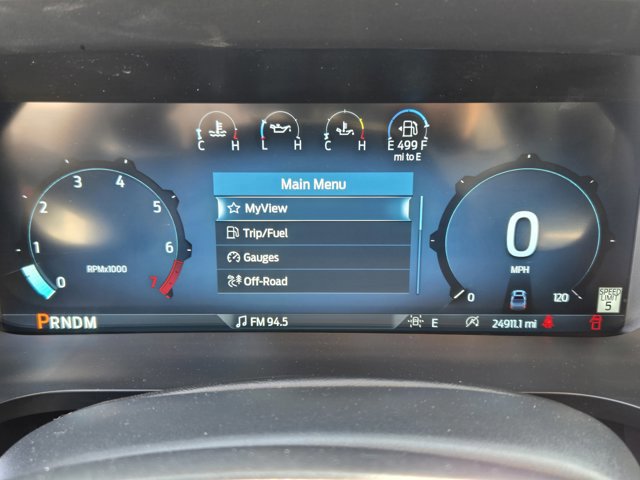 C H
L H
C H
E 499 F
mi to E
Main Menu
MyView
Trip/Fuel
Gauges
Off-Road
0 1 2 3 4 5 6 7
RPMx1000
0
MPH
0 120
SPEED
LIMIT
5
PRNDM
FM 94.5
E
24911.1 mi